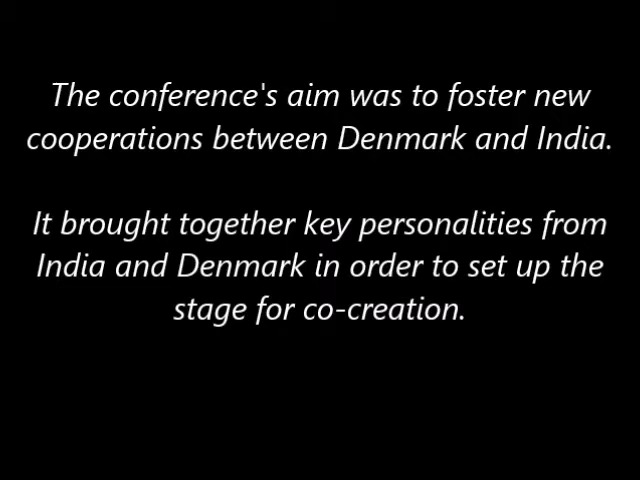 The conference's aim was to foster new
cooperations between Denmark and India.
It brought together key personalities from
India and Denmark in order to set up the
stage for co-creation.